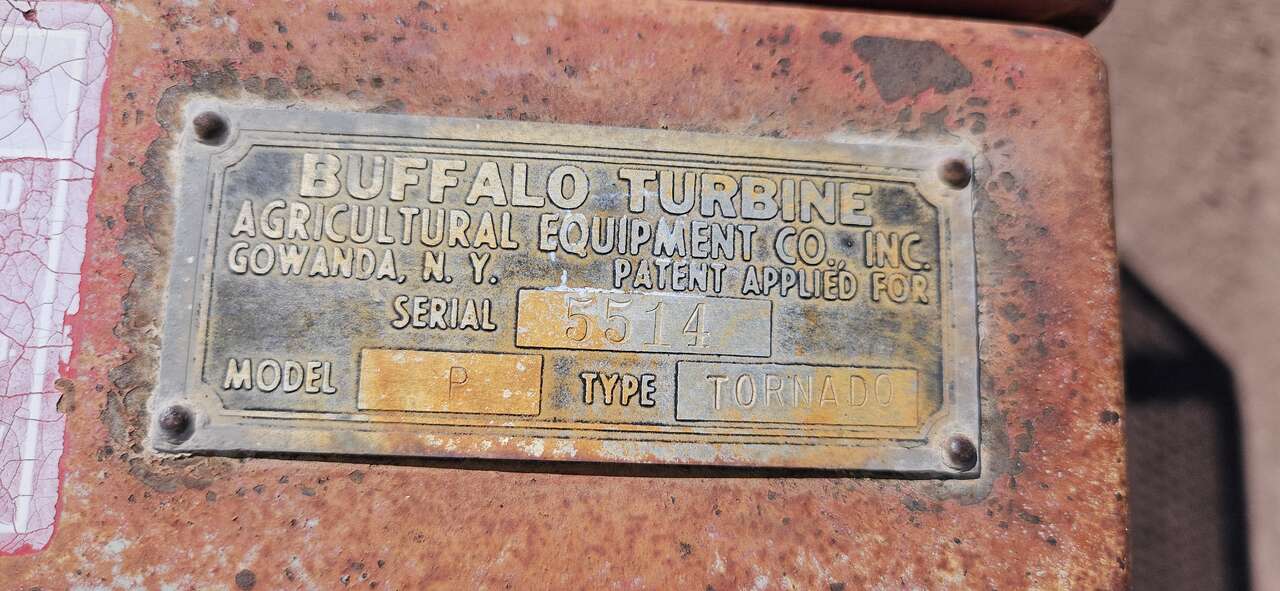 BUFFALO TURBINE
AGRICULTURAL EQUIPMENT CO., INC.
GOWANDA, N. Y. PATENT APPLIED FOR
SERIAL 5514
MODEL P TYPE TORNADO